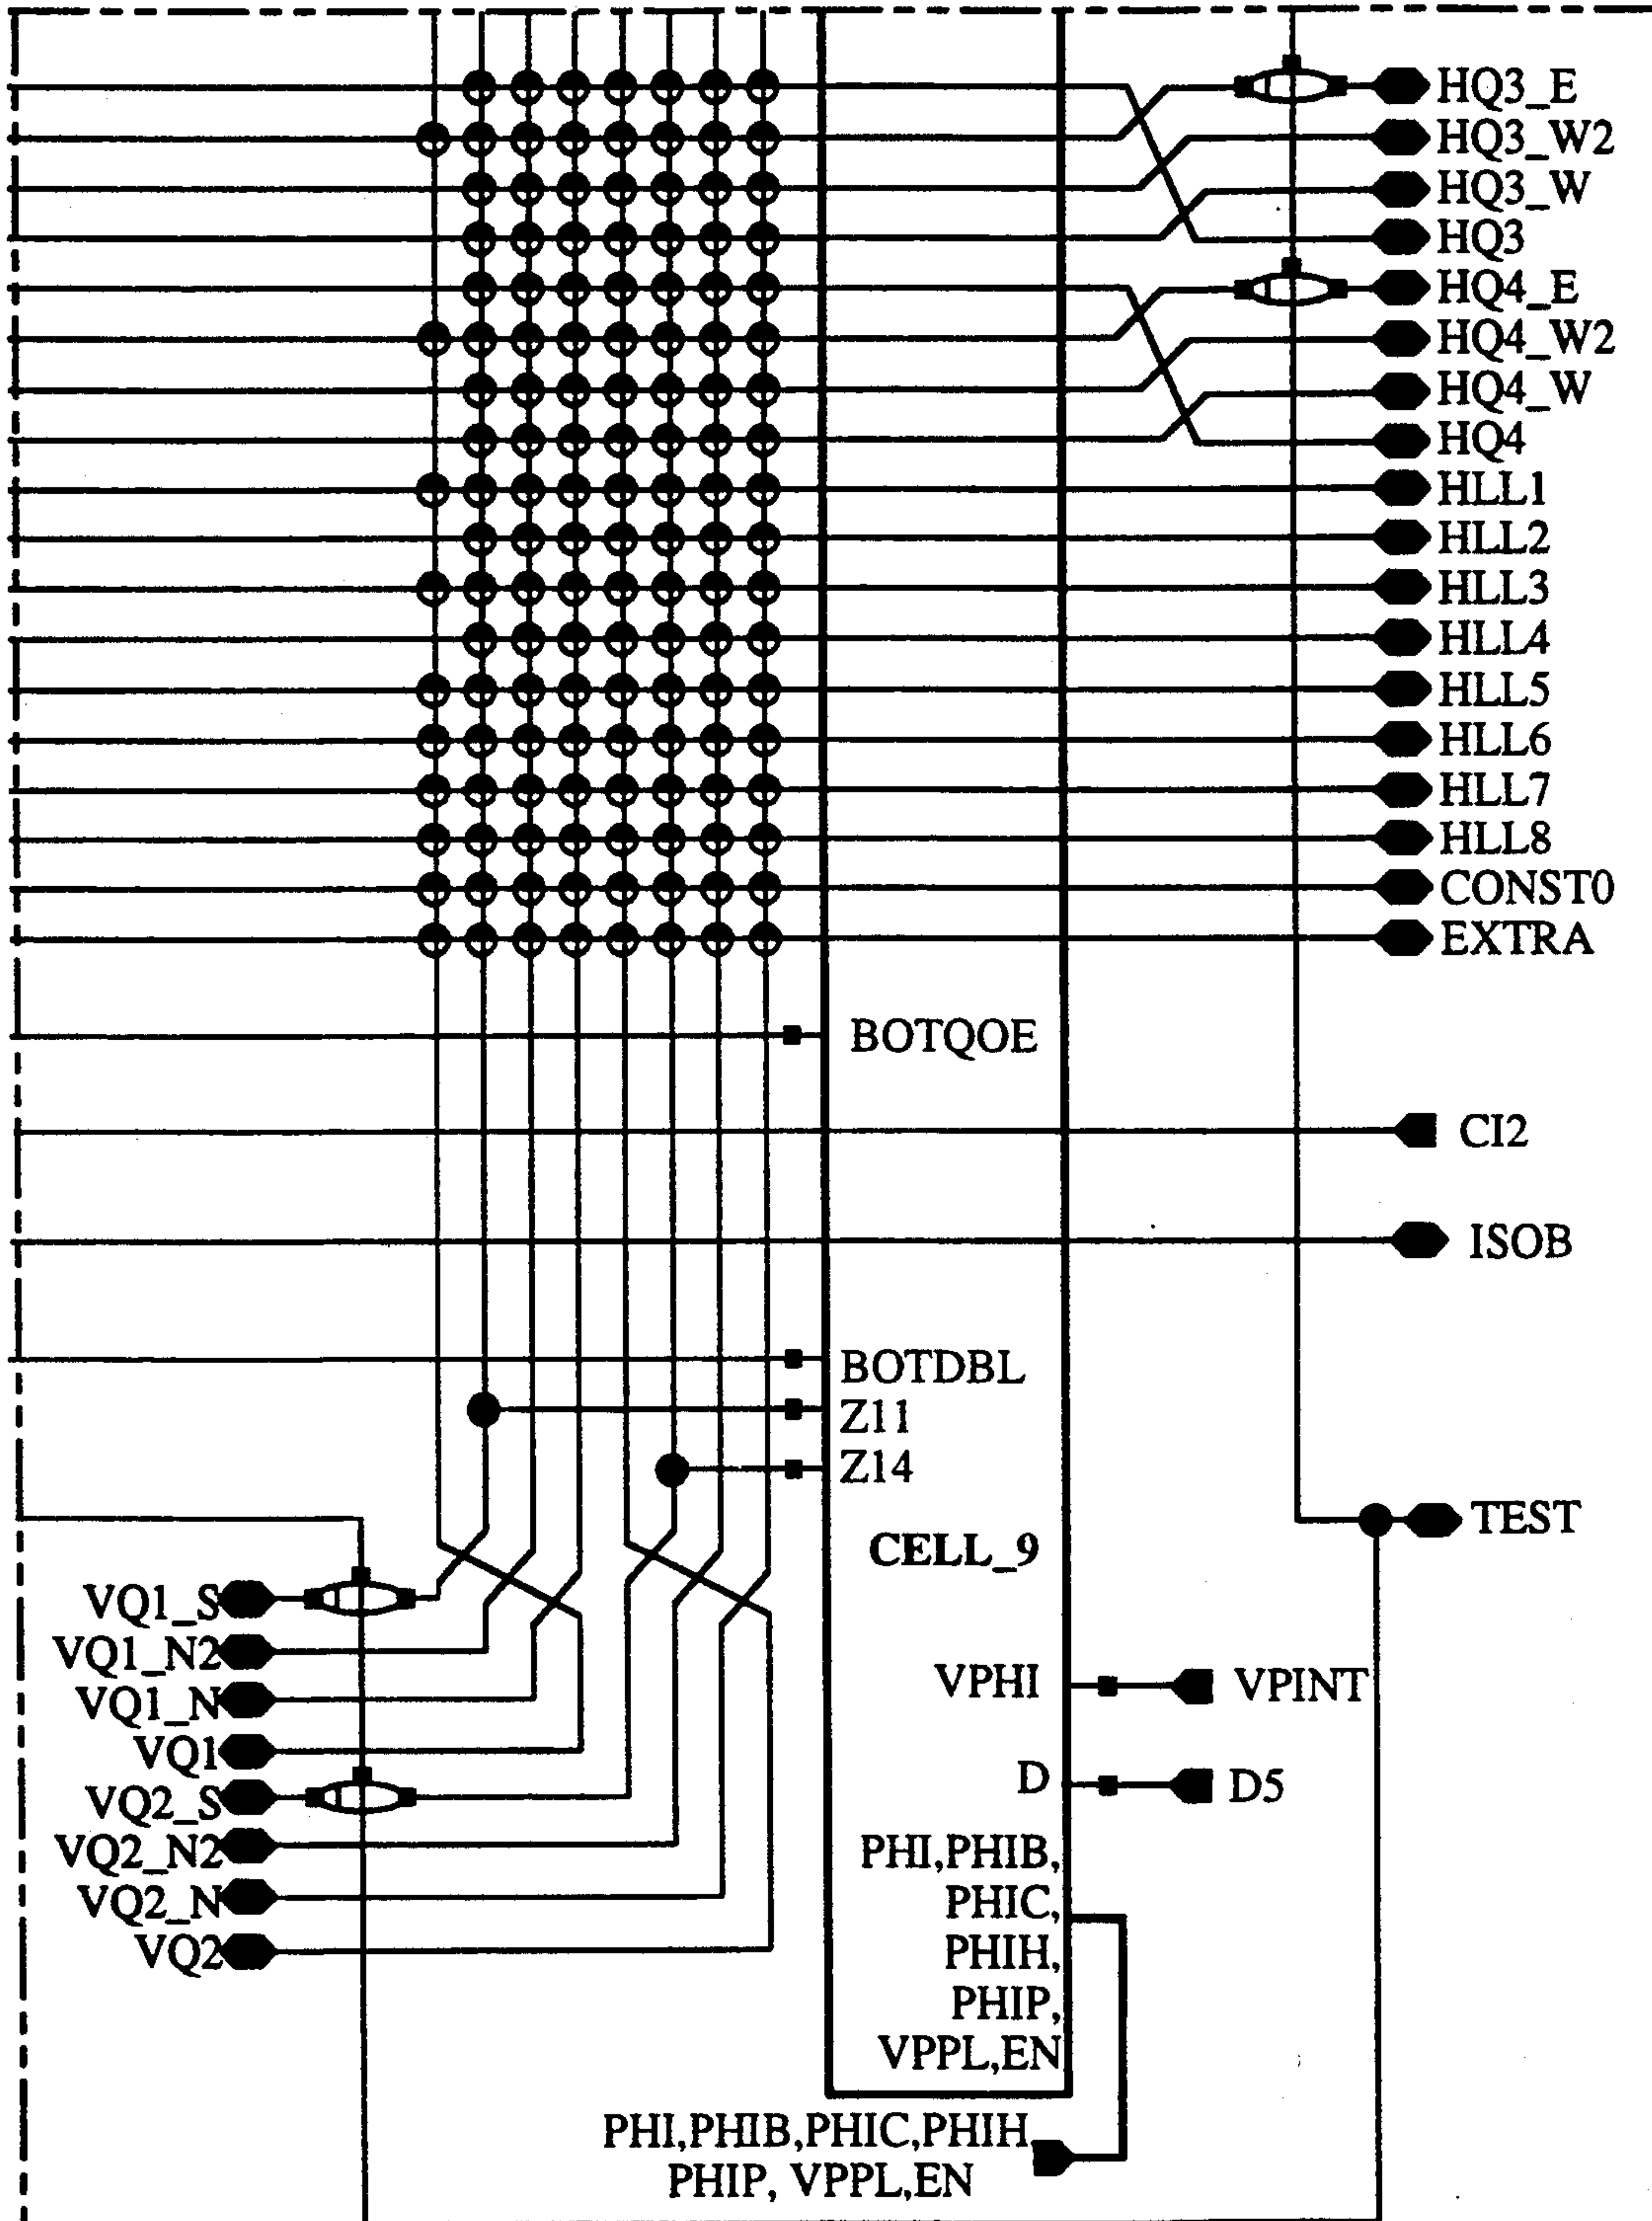 HQ3_E
HQ3_W2
HQ3_W
HQ3
HQ4_E
HQ4_W2
HQ4_W
HQ4
HLL1
HLL2
HLL3
HLL4
HLL5
HLL6
HLL7
HLL8
CONST0
EXTRA
BOTQOE
CI2
ISOB
BOTDBL
Z11
Z14
TEST
CELL_9
VQ1_S
VQ1_N2
VQ1_N
VQ1
VQ2_S
VQ2_N2
VQ2_N
VQ2
VPHI
VPINT
D
D5
PHI,PHIB,
PHIC,
PHIH,
PHIP,
VPPL,EN
PHI,PHIB,PHIC,PHIH
PHIP, VPPL,EN